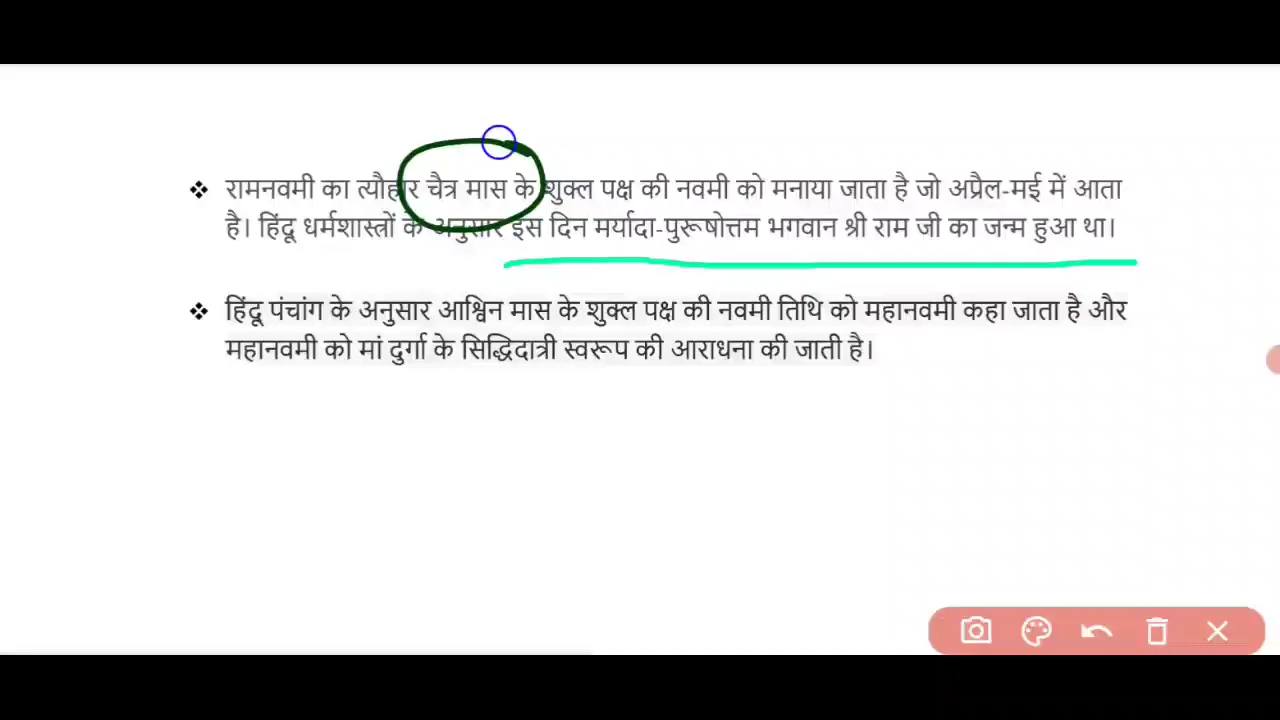 ❖ रामनवमी का त्यौहार चैत्र मास के शुक्ल पक्ष की नवमी को मनाया जाता है जो अप्रैल-मई में आता
है। हिंदू धर्मशास्त्रों के अनुसार इस दिन मर्यादा-पुरूषोत्तम भगवान श्री राम जी का जन्म हुआ था।
❖ हिंदू पंचांग के अनुसार आश्विन मास के शुक्ल पक्ष की नवमी तिथि को महानवमी कहा जाता है और
महानवमी को मां दुर्गा के सिद्धिदात्री स्वरूप की आराधना की जाती है।